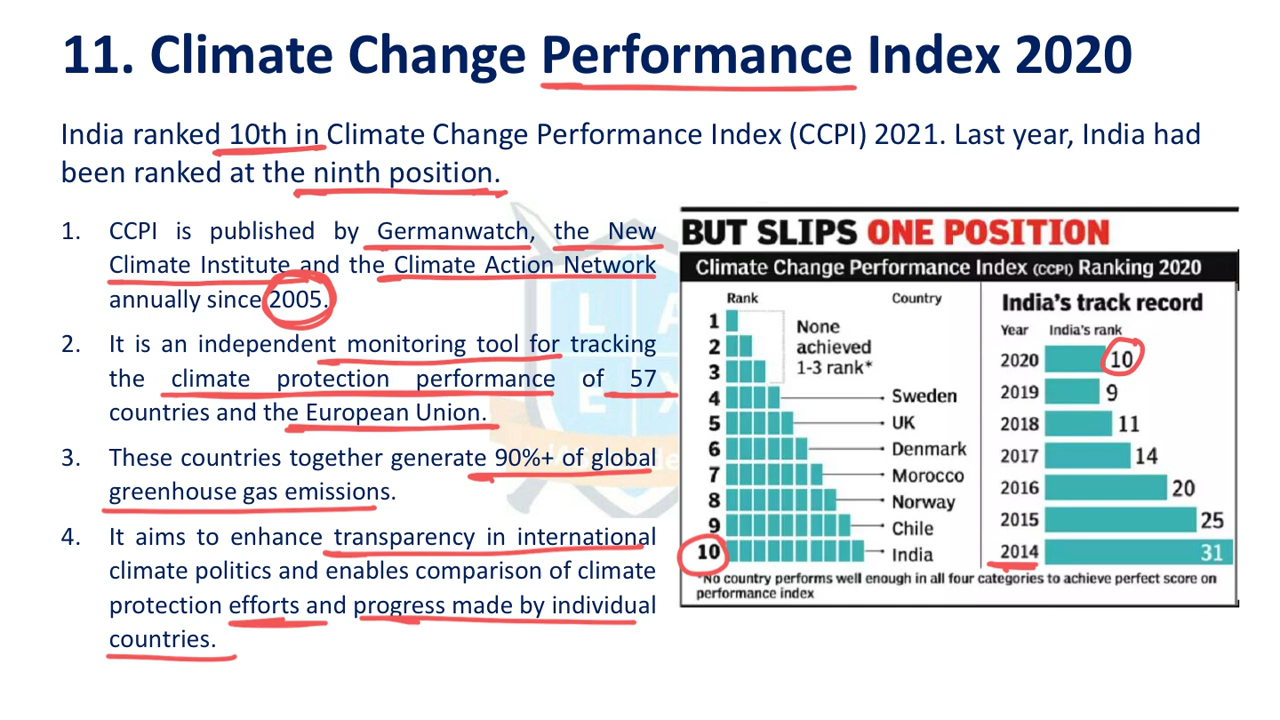 11. Climate Change Performance Index 2020
India ranked 10th in Climate Change Performance Index (CCPI) 2021. Last year, India had
been ranked at the ninth position.
1. CCPI is published by Germanwatch, the New
Climate Institute and the Climate Action Network
annually since 2005.
2. It is an independent monitoring tool for tracking
the climate protection performance of 57
countries and the European Union.
3. These countries together generate 90%+ of global
greenhouse gas emissions.
4. It aims to enhance transparency in international
climate politics and enables comparison of climate
protection efforts and progress made by individual
countries.
BUT SLIPS ONE POSITION
Climate Change Performance Index (CCPI) Ranking 2020
Rank Country
1
2
3
None
achieved
1-3 rank*
4 Sweden
5 UK
6 Denmark
7 Morocco
8 Norway
9 Chile
10 India
India's track record
Year India's rank
2020 10
2019 9
2018 11
2017 14
2016 20
2015 25
2014 31
*No country performs well enough in all four categories to achieve perfect score on
performance index